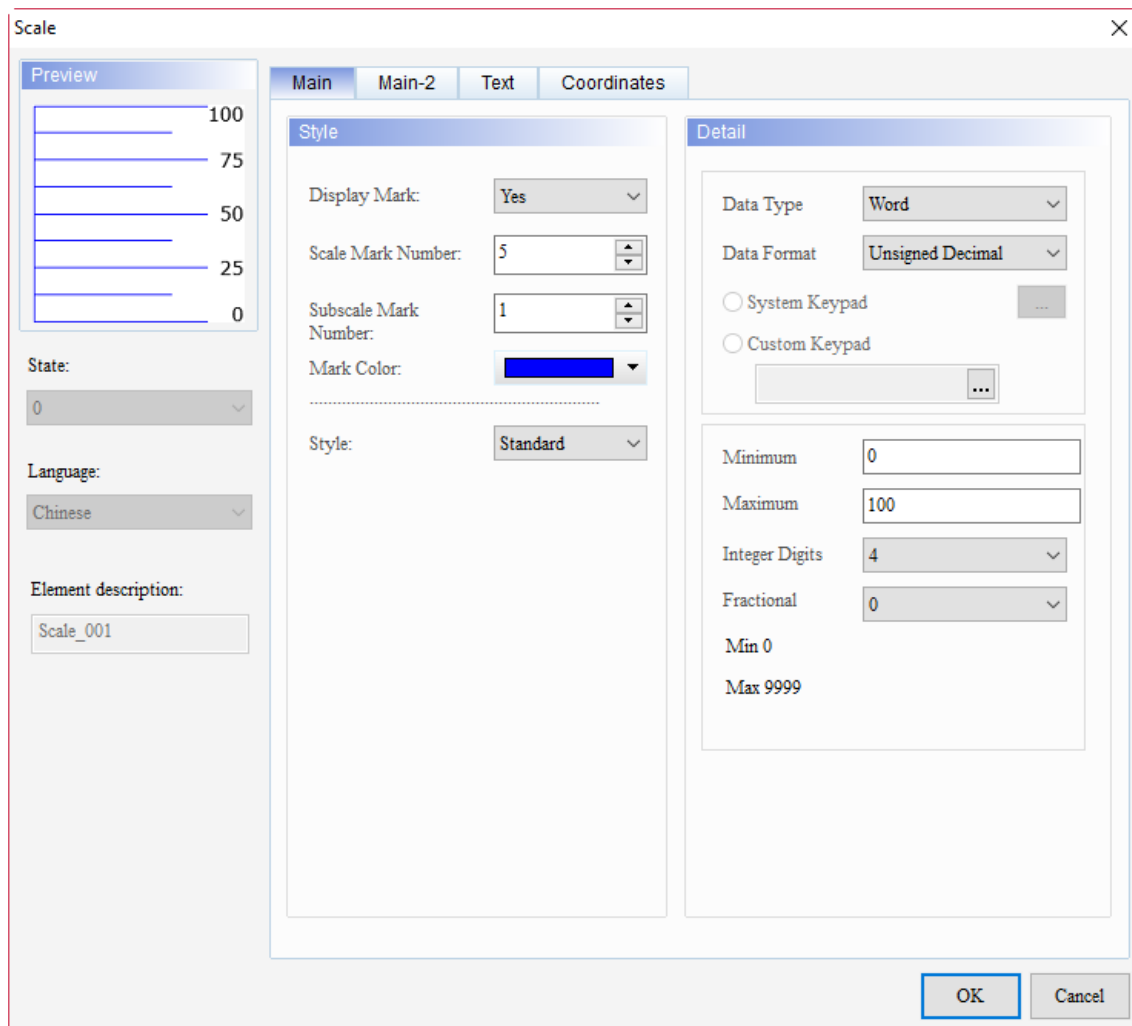 Scale
Preview
100
75
50
25
0
State:
0
Language:
Chinese
Element description:
Scale_001
Main
Main-2
Text
Coordinates
Style
Display Mark:
Yes
Scale Mark Number:
5
Subscale Mark
Number:
1
Mark Color:
Style:
Standard
Detail
Data Type
Word
Data Format
Unsigned Decimal
System Keypad
...
Custom Keypad
...
Minimum
0
Maximum
100
Integer Digits
4
Fractional
0
Min 0
Max 9999
OK
Cancel